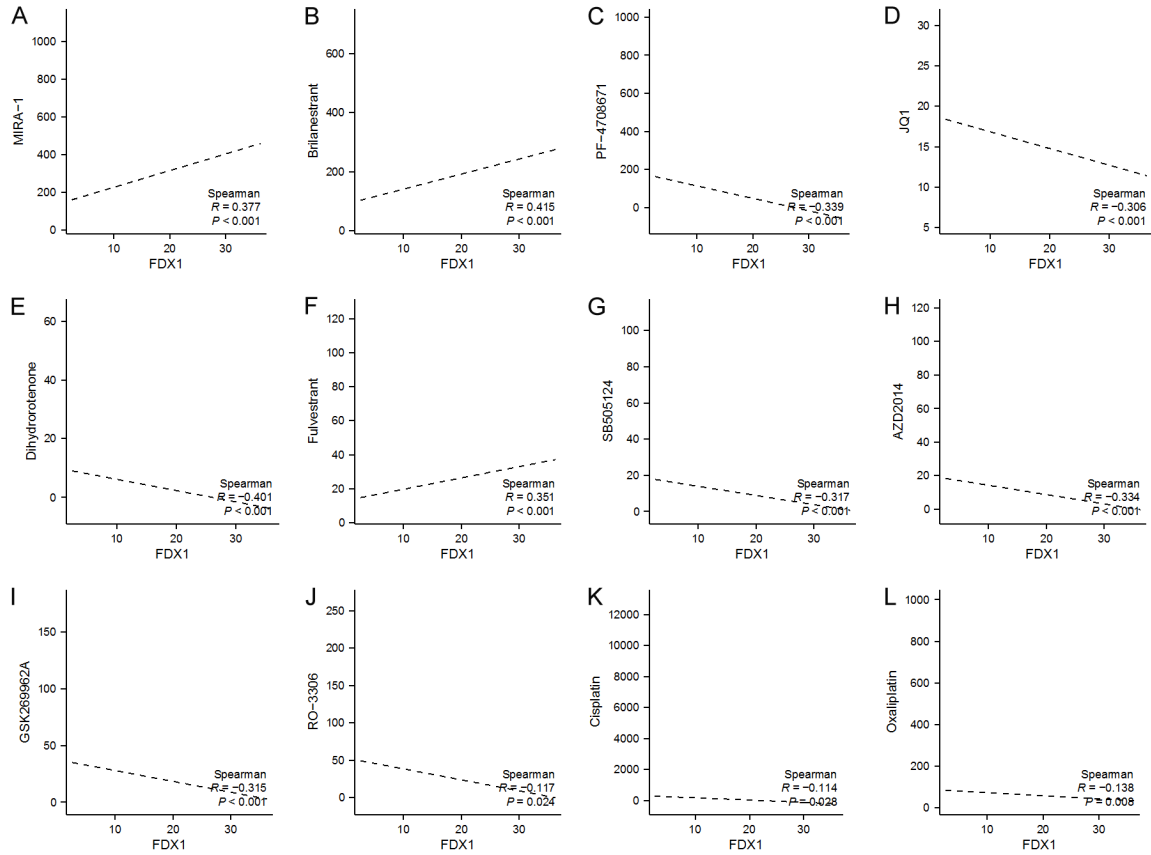 A
MIRA−1
1000
800
600
400
200
0
Spearman
R = 0.377
P < 0.001
10 20 30
FDX1
B
Brilanestrant
600
400
200
0
Spearman
R = 0.415
P < 0.001
10 20 30
FDX1
C
PF−4708671
1000
800
600
400
200
0
Spearman
R = −0.339
P < 0.001
10 20 30
FDX1
D
JQ1
30
25
20
15
10
5
Spearman
R = −0.306
P < 0.001
10 20 30
FDX1
E
Dihydrorotenone
60
40
20
0
Spearman
R = −0.401
P < 0.001
10 20 30
FDX1
F
Fulvestrant
120
100
80
60
40
20
0
Spearman
R = 0.351
P < 0.001
10 20 30
FDX1
G
SB505124
100
80
60
40
20
0
Spearman
R = −0.317
P < 0.001
10 20 30
FDX1
H
AZD2014
120
100
80
60
40
20
0
Spearman
R = −0.334
P < 0.001
10 20 30
FDX1
I
GSK269962A
150
100
50
0
Spearman
R = −0.315
P < 0.001
10 20 30
FDX1
J
RO−3306
250
200
150
100
50
0
Spearman
R = −0.117
P = 0.024
10 20 30
FDX1
K
Cisplatin
12000
10000
8000
6000
4000
2000
0
Spearman
R = −0.114
P = 0.028
10 20 30
FDX1
L
Oxaliplatin
1000
800
600
400
200
0
Spearman
R = −0.138
P = 0.008
10 20 30
FDX1